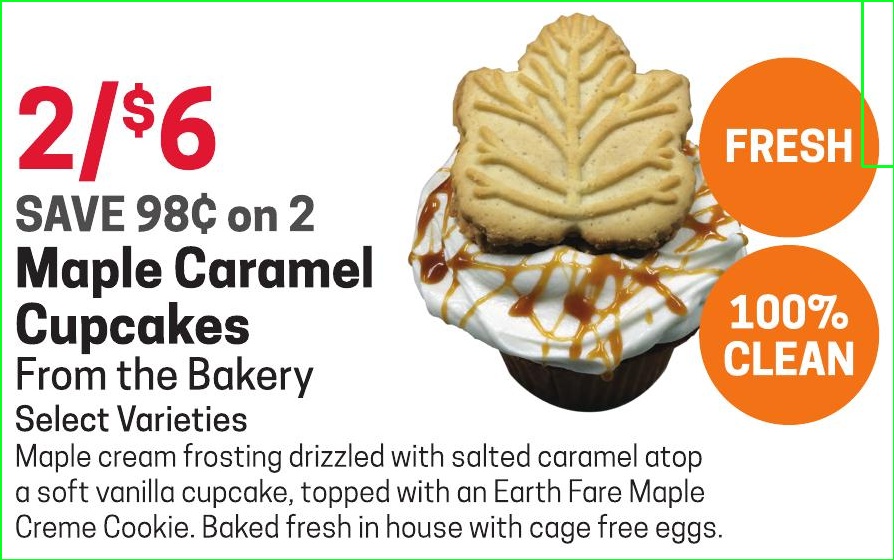 2/$6
SAVE 98¢ on 2
Maple Caramel
Cupcakes
From the Bakery
Select Varieties
Maple cream frosting drizzled with salted caramel atop
a soft vanilla cupcake, topped with an Earth Fare Maple
Creme Cookie. Baked fresh in house with cage free eggs.
FRESH
100%
CLEAN